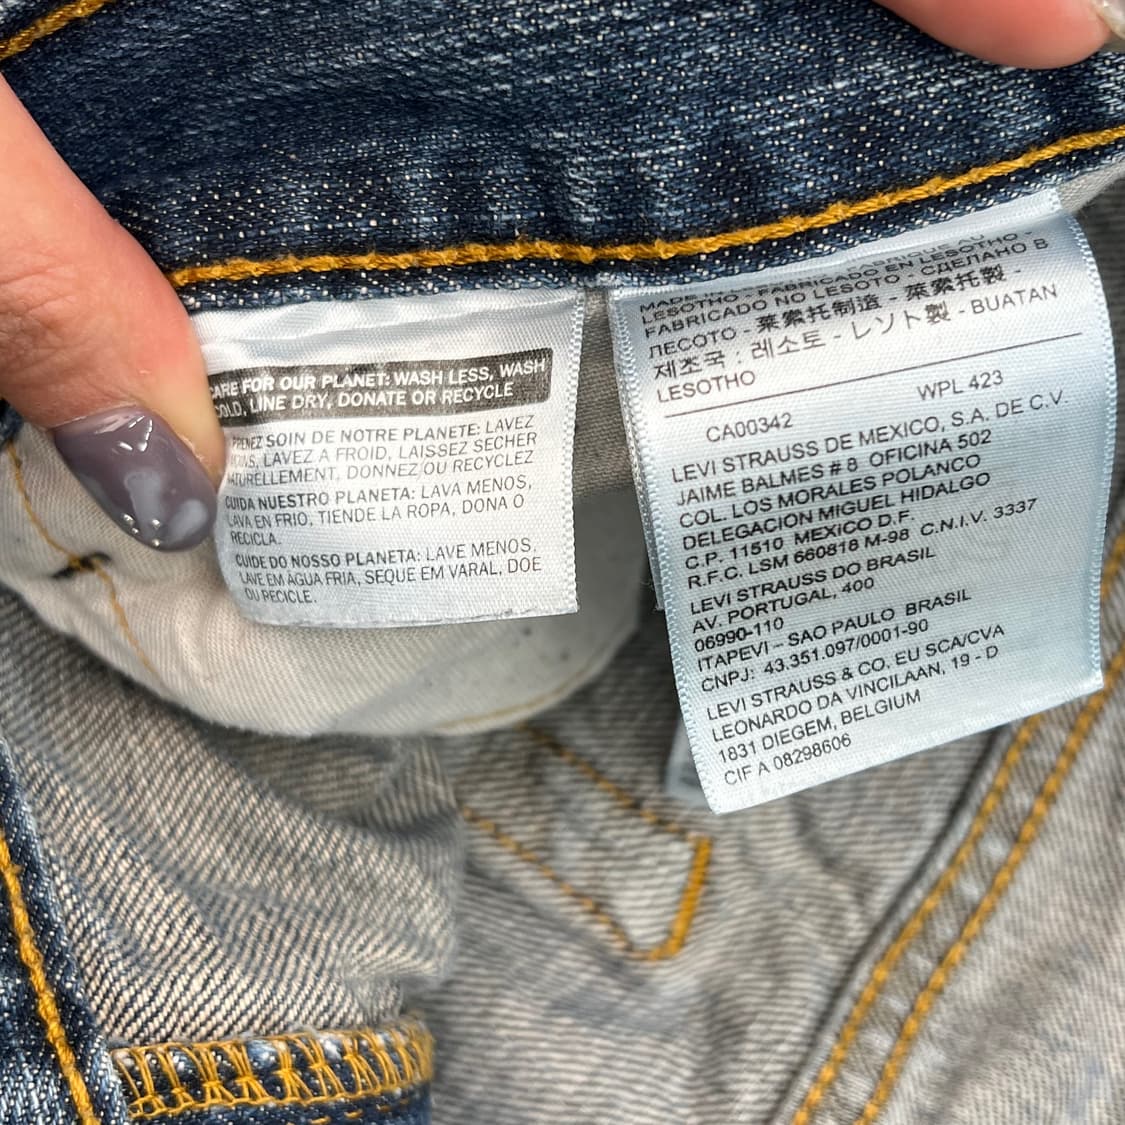 CARE FOR OUR PLANET: WASH LESS, WASH
COLD, LINE DRY, DONATE OR RECYCLE
PRENEZ SOIN DE NOTRE PLANETE: LAVEZ
MOINS, LAVEZ A FROID, LAISSEZ SECHER
NATURELLEMENT, DONNEZ OU RECYCLEZ
CUIDA NUESTRO PLANETA: LAVA MENOS,
LAVA EN FRIO, TIENDE LA ROPA, DONA O
RECICLA.
CUIDE DO NOSSO PLANETA: LAVE MENOS,
LAVE EM ÁGUA FRIA, SEQUE EM VARAL, DOE
OU RECICLE.
MADE FABRIQUE AU
LESOTHO - FABRICADO EN LESOTHO -
FABRICADO NO LESOTO - СДЕЛАНО В
ЛЕСОТО - 莱索托制造 - 萊索托製 -
제조국 : 레소토 - レソト製 - BUATAN
LESOTHO
CA00342 WPL 423
LEVI STRAUSS DE MEXICO, S.A. DE C.V.
JAIME BALMES # 8 OFICINA 502
COL. LOS MORALES POLANCO
DELEGACION MIGUEL HIDALGO
C.P. 11510 MEXICO D.F.
R.F.C. LSM 660818 M-98 C.N.I.V. 3337
LEVI STRAUSS DO BRASIL
AV. PORTUGAL, 400
06990-110
ITAPEVI – SAO PAULO BRASIL
CNPJ: 43.351.097/0001-90
LEVI STRAUSS & CO. EU SCA/CVA
LEONARDO DA VINCILAAN, 19 - D
1831 DIEGEM, BELGIUM
CIF A 08298606